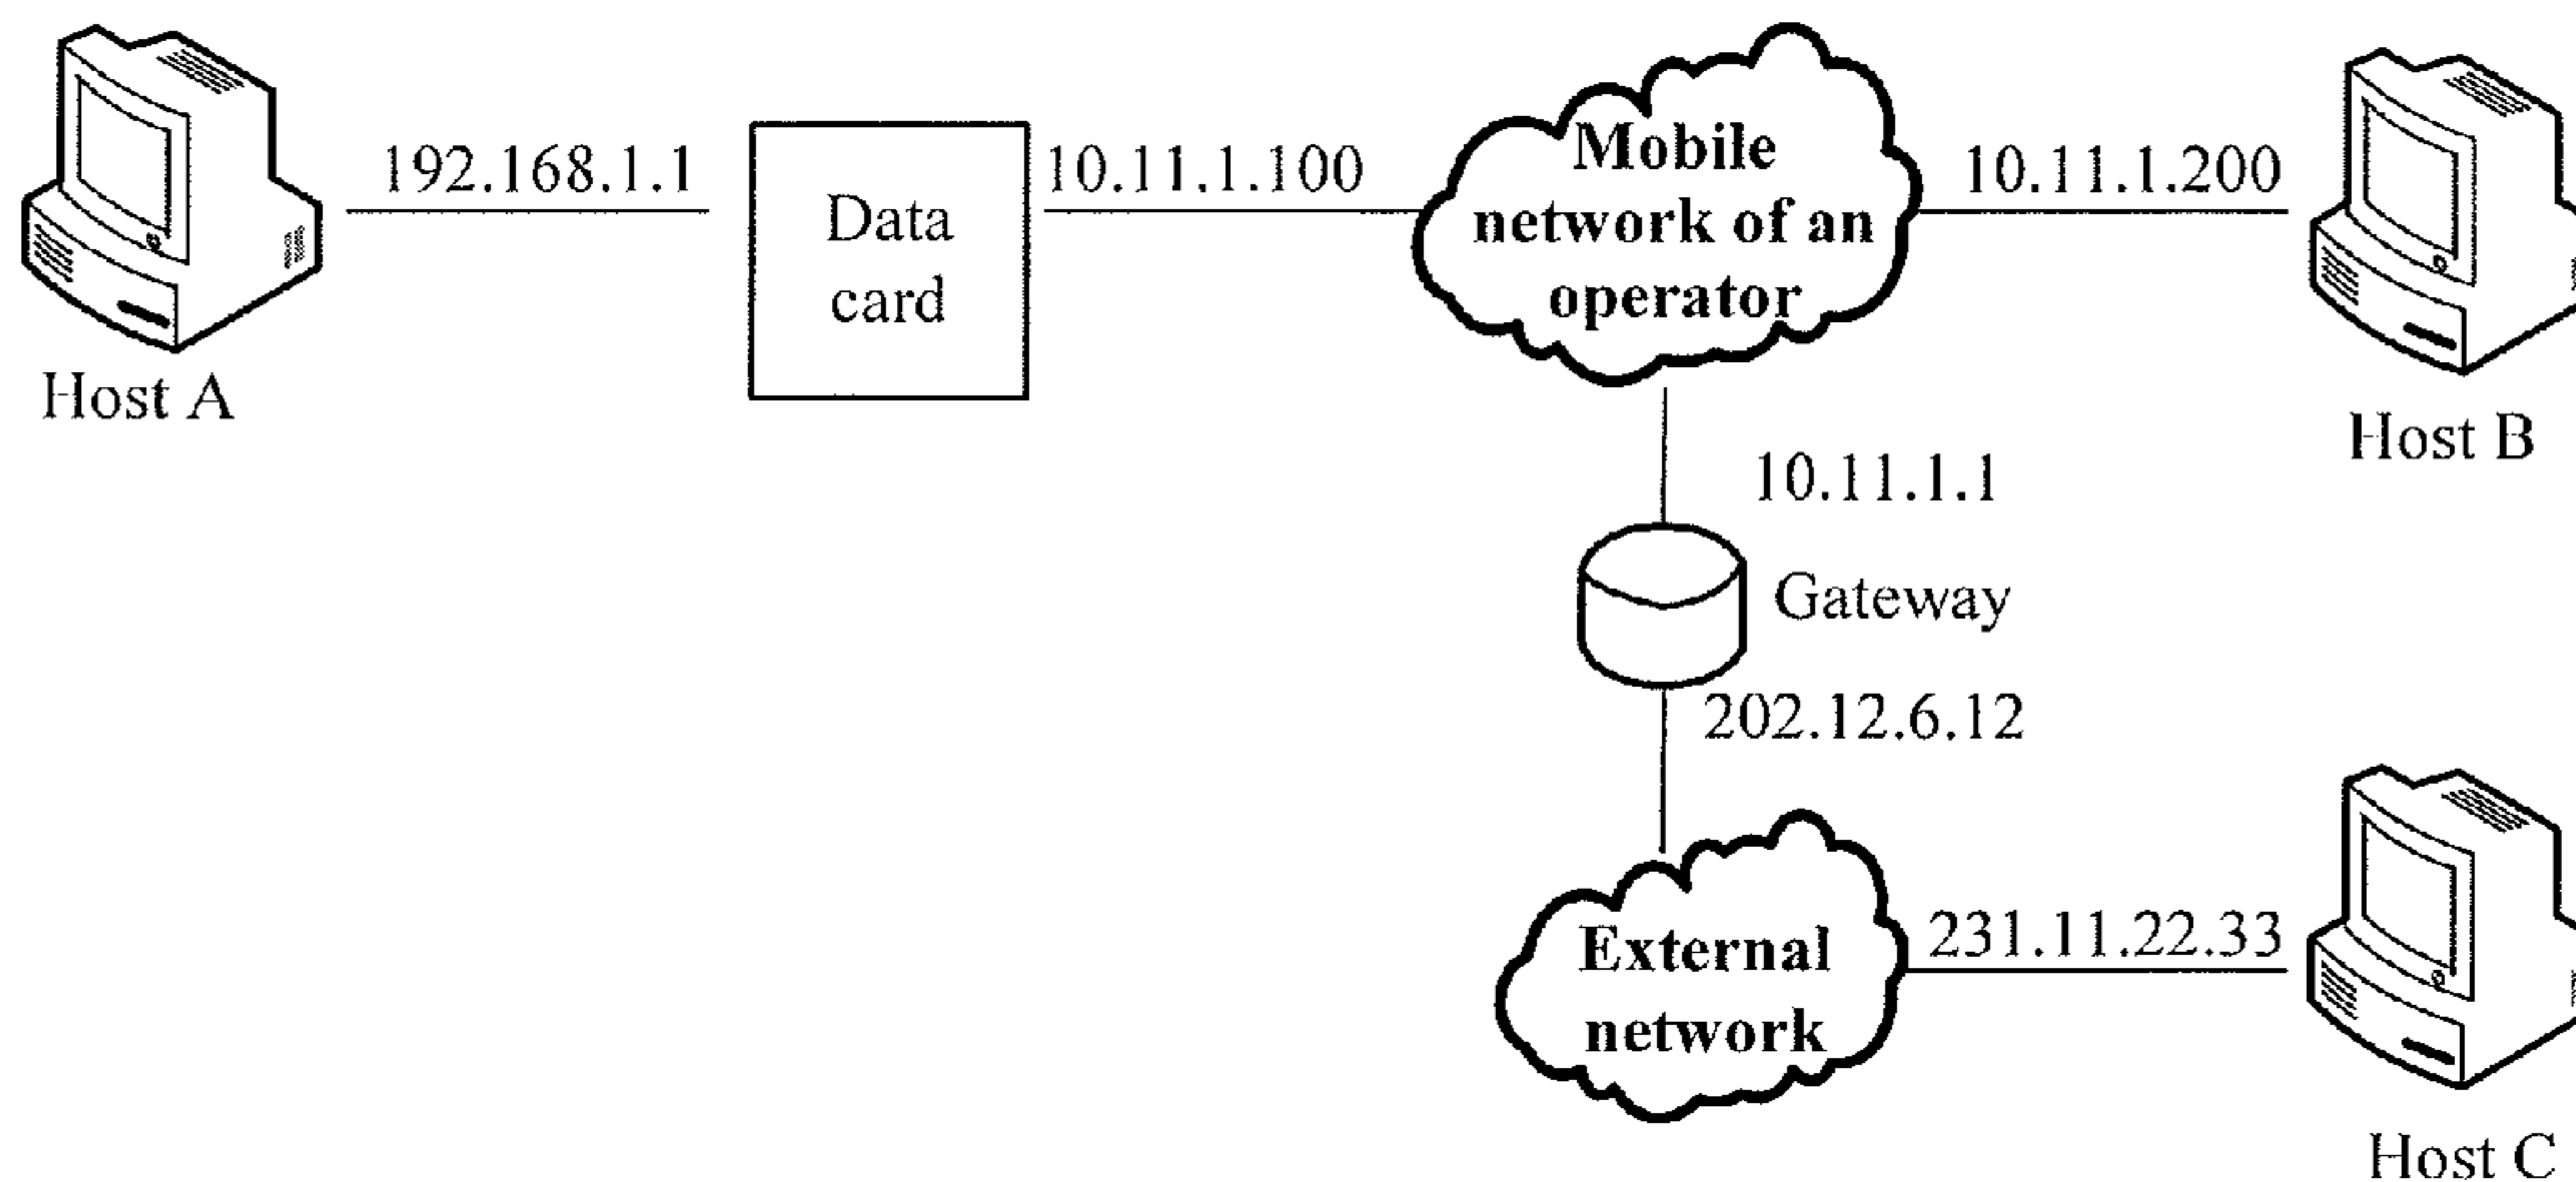 192.168.1.1
Data
card
10.11.1.100
Mobile
network of an
operator
10.11.1.200
Host A
Host B
10.11.1.1
Gateway
202.12.6.12
External
network
231.11.22.33
Host C